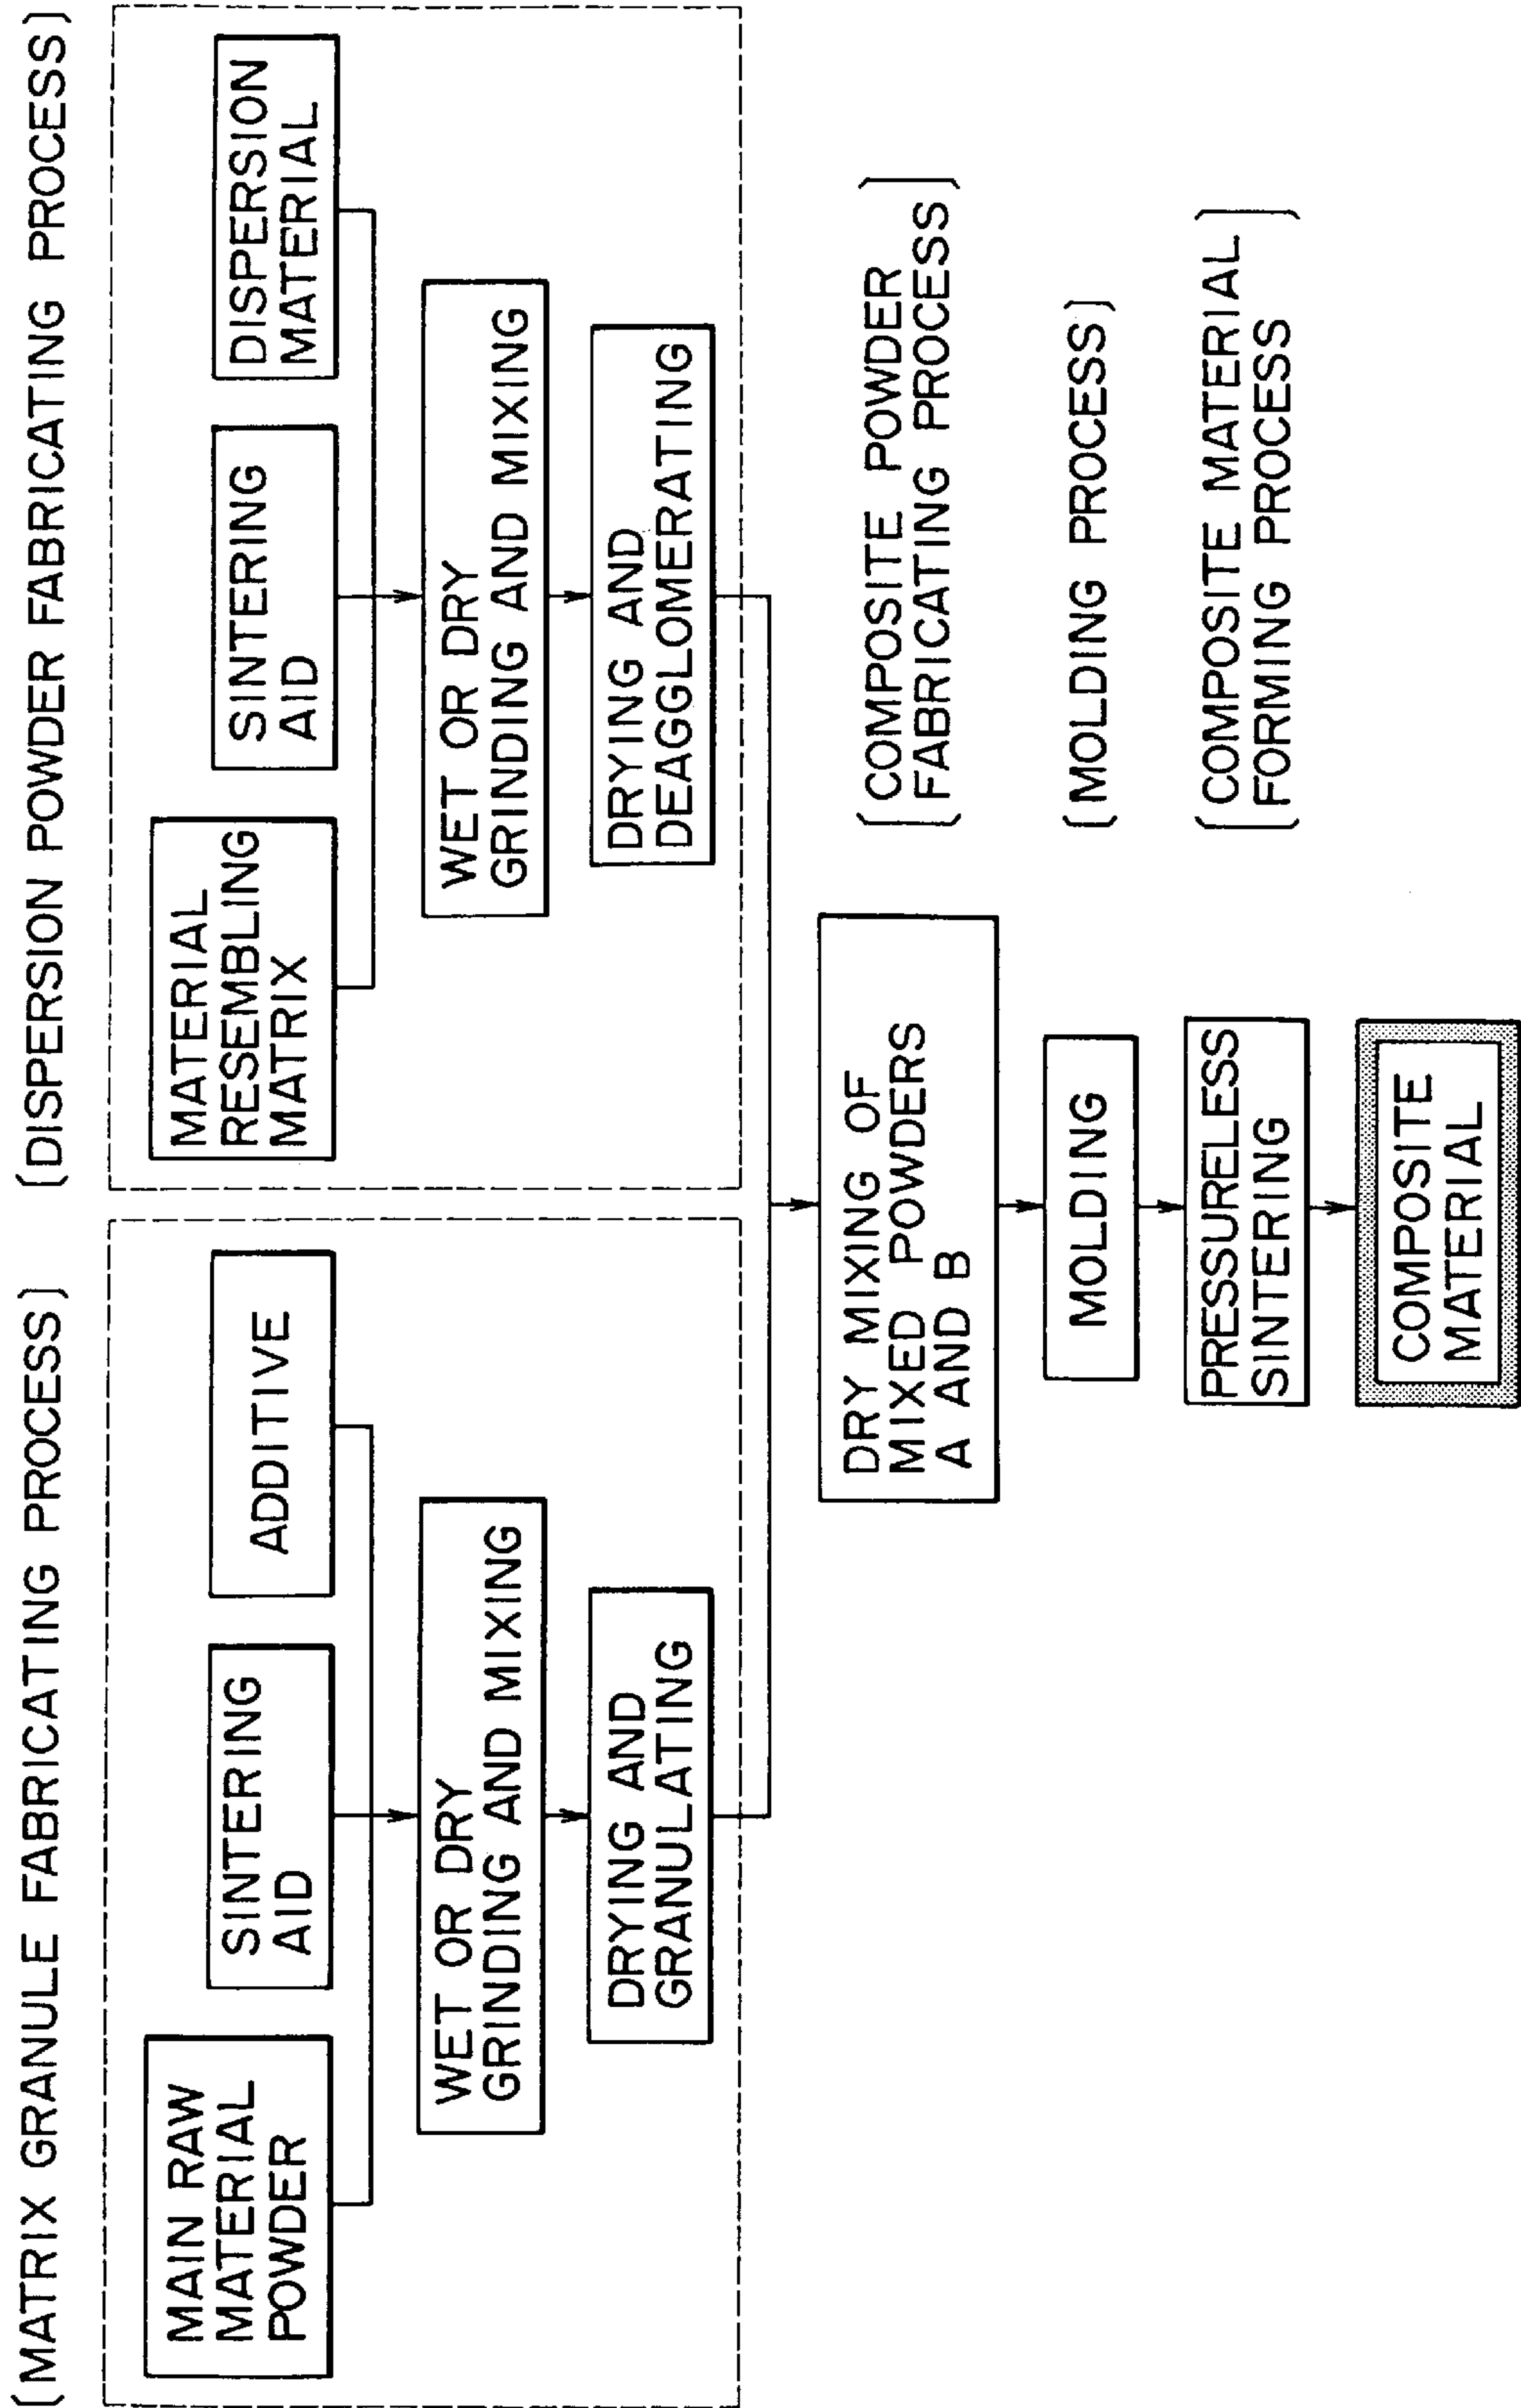 (MATRIX GRANULE FABRICATING PROCESS)
MAIN RAW
MATERIAL
POWDER
SINTERING
AID
ADDITIVE
WET OR DRY
GRINDING AND MIXING
DRYING AND
GRANULATING
(DISPERSION POWDER FABRICATING PROCESS)
MATERIAL
RESEMBLING
MATRIX
SINTERING
AID
DISPERSION
MATERIAL
WET OR DRY
GRINDING AND MIXING
DRYING AND
DEAGGLOMERATING
DRY MIXING OF
MIXED POWDERS
A AND B
(COMPOSITE POWDER
FABRICATING PROCESS)
MOLDING
(MOLDING PROCESS)
PRESSURELESS
SINTERING
(COMPOSITE MATERIAL
FORMING PROCESS)
COMPOSITE
MATERIAL